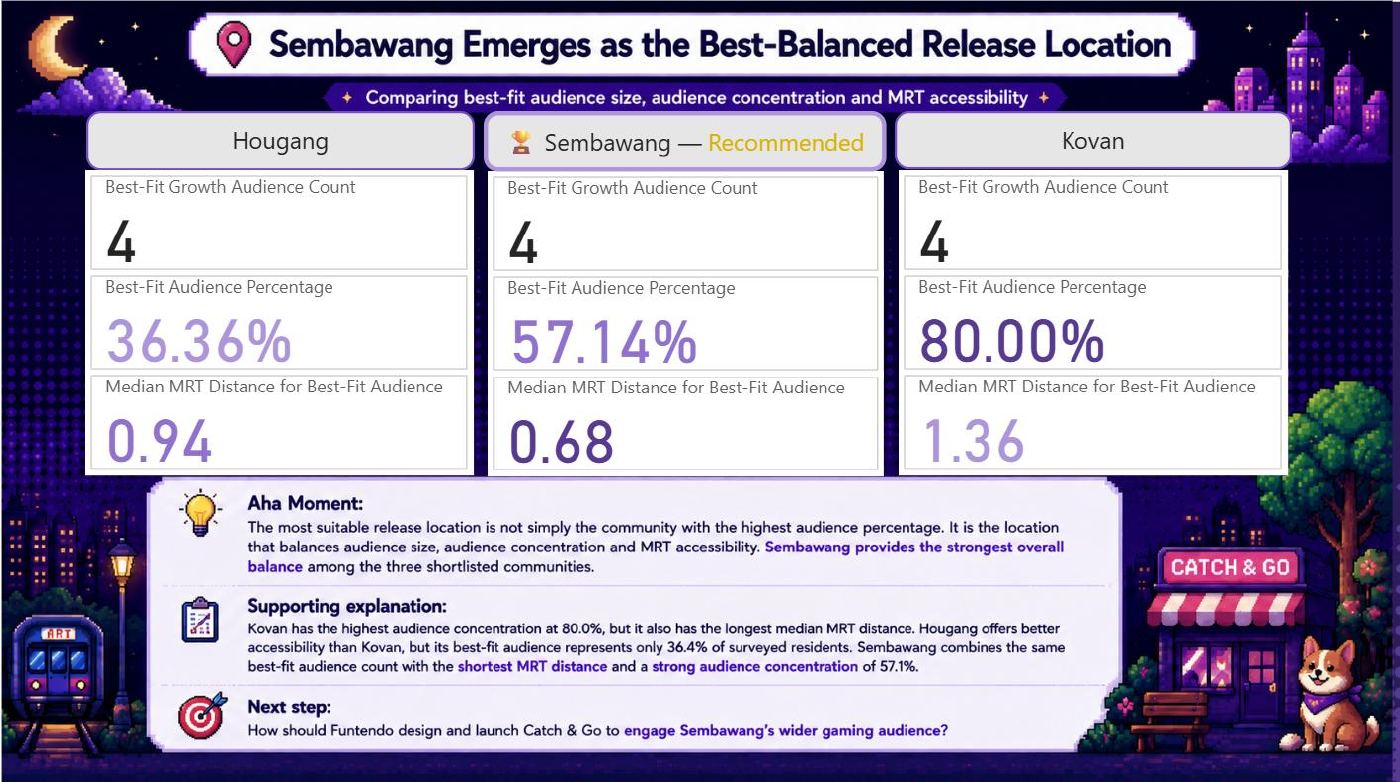 Sembawang Emerges as the Best-Balanced Release Location
Comparing best-fit audience size, audience concentration and MRT accessibility
Hougang
Best-Fit Growth Audience Count
4
Best-Fit Audience Percentage
36.36%
Median MRT Distance for Best-Fit Audience
0.94
Sembawang — Recommended
Best-Fit Growth Audience Count
4
Best-Fit Audience Percentage
57.14%
Median MRT Distance for Best-Fit Audience
0.68
Kovan
Best-Fit Growth Audience Count
4
Best-Fit Audience Percentage
80.00%
Median MRT Distance for Best-Fit Audience
1.36
Aha Moment:
The most suitable release location is not simply the community with the highest audience percentage. It is the location
that balances audience size, audience concentration and MRT accessibility. Sembawang provides the strongest overall
balance among the three shortlisted communities.
Supporting explanation:
Kovan has the highest audience concentration at 80.0%, but it also has the longest median MRT distance. Hougang offers better
accessibility than Kovan, but its best-fit audience represents only 36.4% of surveyed residents. Sembawang combines the same
best-fit audience count with the shortest MRT distance and a strong audience concentration of 57.1%.
Next step:
How should Funtendo design and launch Catch & Go to engage Sembawang's wider gaming audience?
ART
CATCH & GO